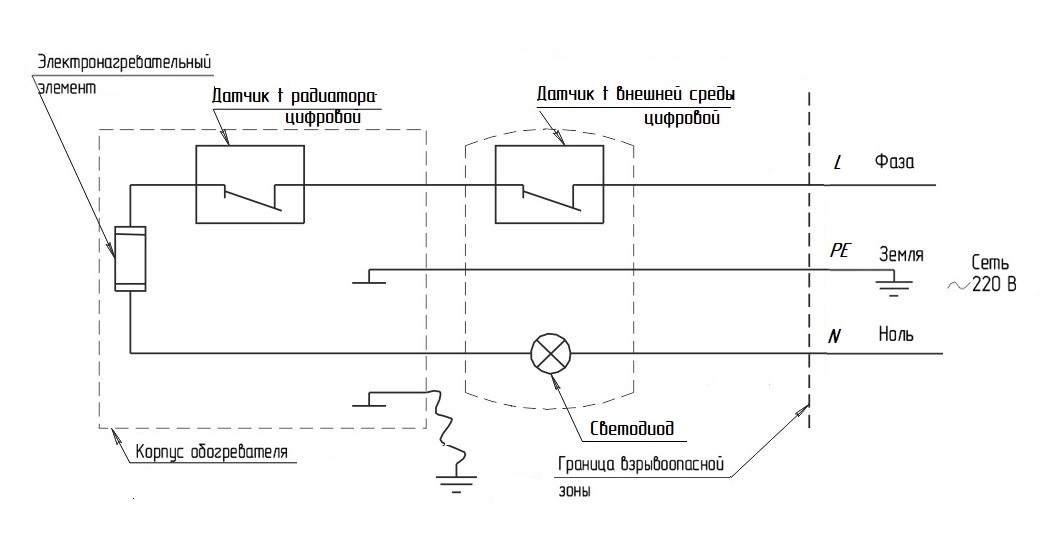 Электронагревательный
элемент
Датчик t радиатора-
цифровой
Датчик t внешней среды
цифровой
L Фаза
PE Земля
Сеть
~220 В
N Ноль
Светодиод
Корпус обогревателя
Граница взрывоопасной
зоны